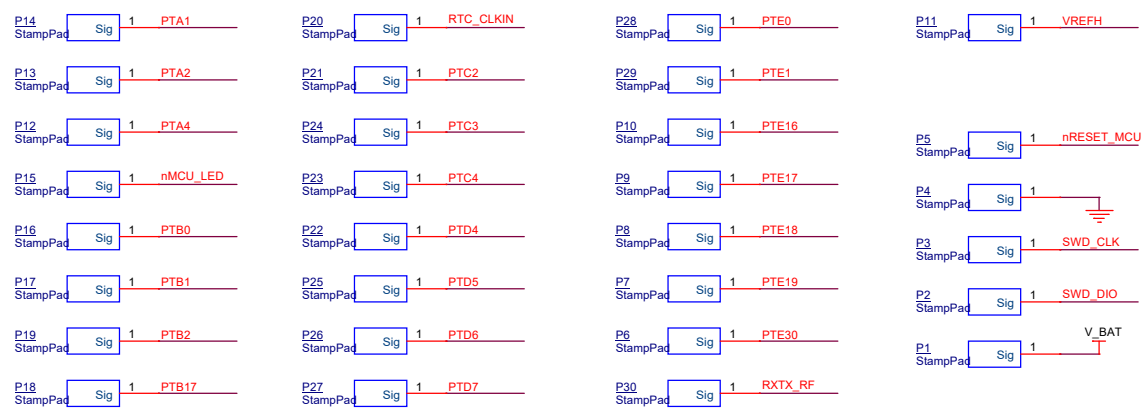 P14 StampPad Sig 1 PTA1
P13 StampPad Sig 1 PTA2
P12 StampPad Sig 1 PTA4
P15 StampPad Sig 1 nMCU_LED
P16 StampPad Sig 1 PTB0
P17 StampPad Sig 1 PTB1
P19 StampPad Sig 1 PTB2
P18 StampPad Sig 1 PTB17
P20 StampPad Sig 1 RTC_CLKIN
P21 StampPad Sig 1 PTC2
P24 StampPad Sig 1 PTC3
P23 StampPad Sig 1 PTC4
P22 StampPad Sig 1 PTD4
P25 StampPad Sig 1 PTD5
P26 StampPad Sig 1 PTD6
P27 StampPad Sig 1 PTD7
P28 StampPad Sig 1 PTE0
P29 StampPad Sig 1 PTE1
P10 StampPad Sig 1 PTE16
P9 StampPad Sig 1 PTE17
P8 StampPad Sig 1 PTE18
P7 StampPad Sig 1 PTE19
P6 StampPad Sig 1 PTE30
P30 StampPad Sig 1 RXTX_RF
P11 StampPad Sig 1 VREFH
P5 StampPad Sig 1 nRESET_MCU
P4 StampPad Sig 1
P3 StampPad Sig 1 SWD_CLK
P2 StampPad Sig 1 SWD_DIO
P1 StampPad Sig 1 V_BAT